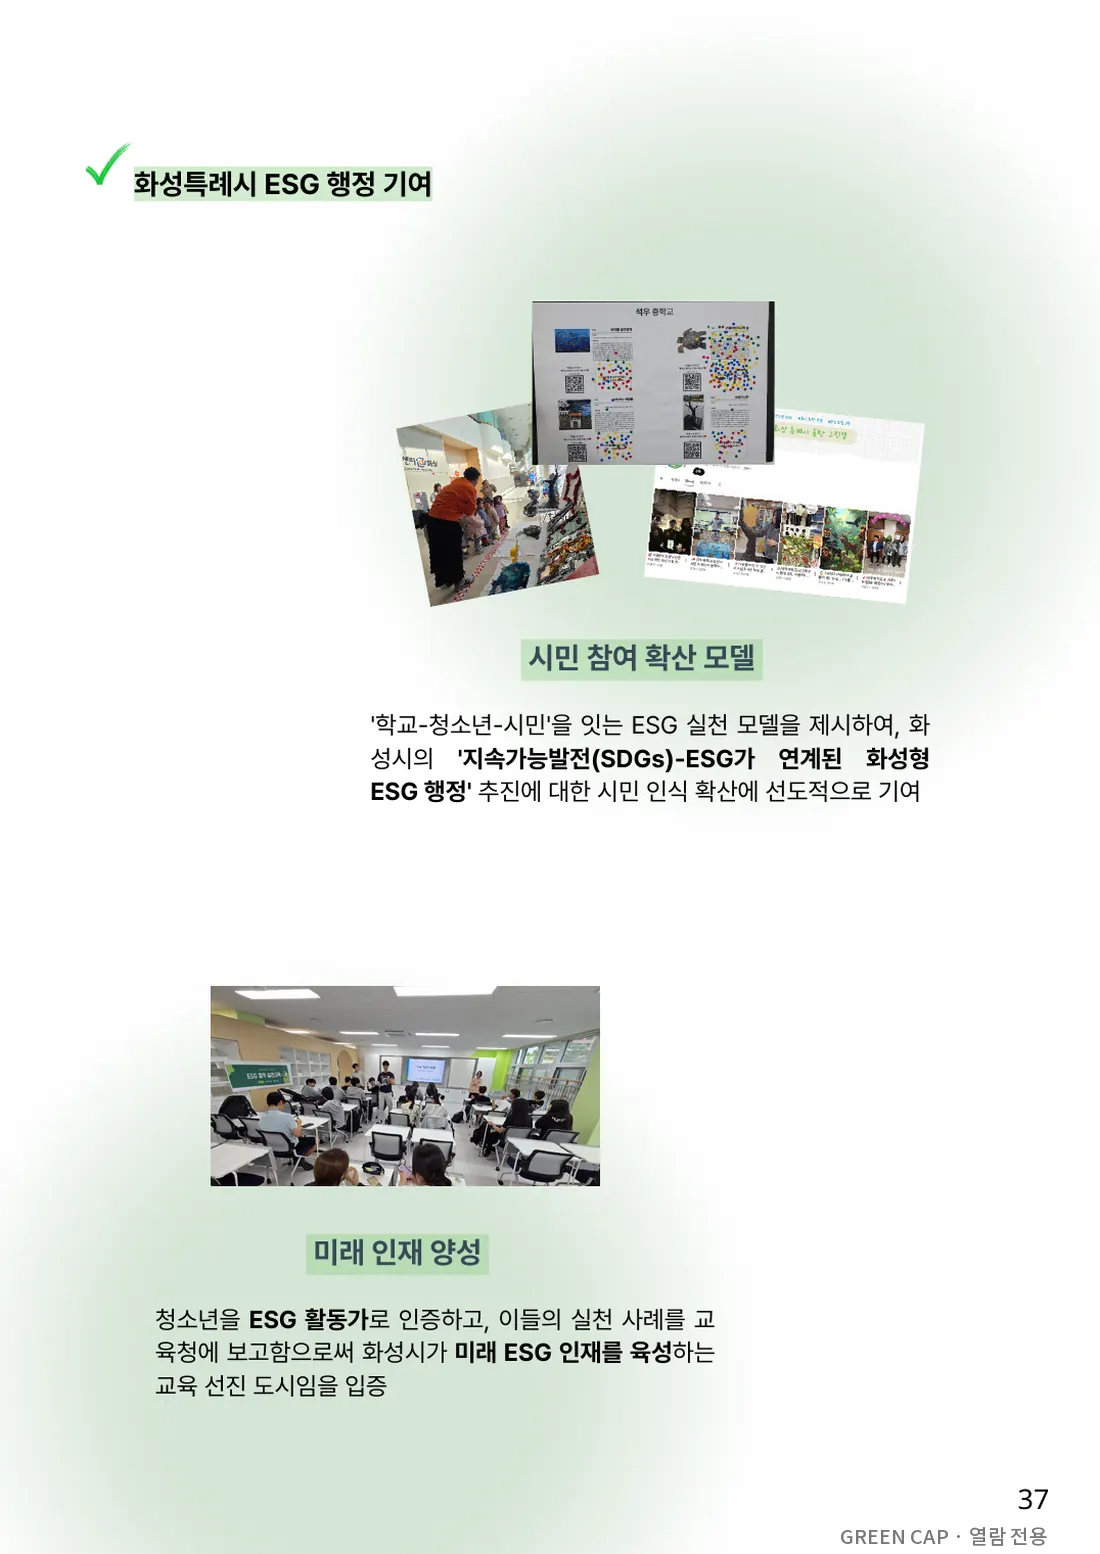 화성특례시 ESG 행정 기여
석우 중학교
시민 참여 확산 모델
'학교-청소년-시민'을 잇는 ESG 실천 모델을 제시하여, 화
성시의 '지속가능발전(SDGs)-ESG가 연계된 화성형
ESG 행정' 추진에 대한 시민 인식 확산에 선도적으로 기여
미래 인재 양성
청소년을 ESG 활동가로 인증하고, 이들의 실천 사례를 교
육청에 보고함으로써 화성시가 미래 ESG 인재를 육성하는
교육 선진 도시임을 입증
37
GREEN CAP · 열람 전용